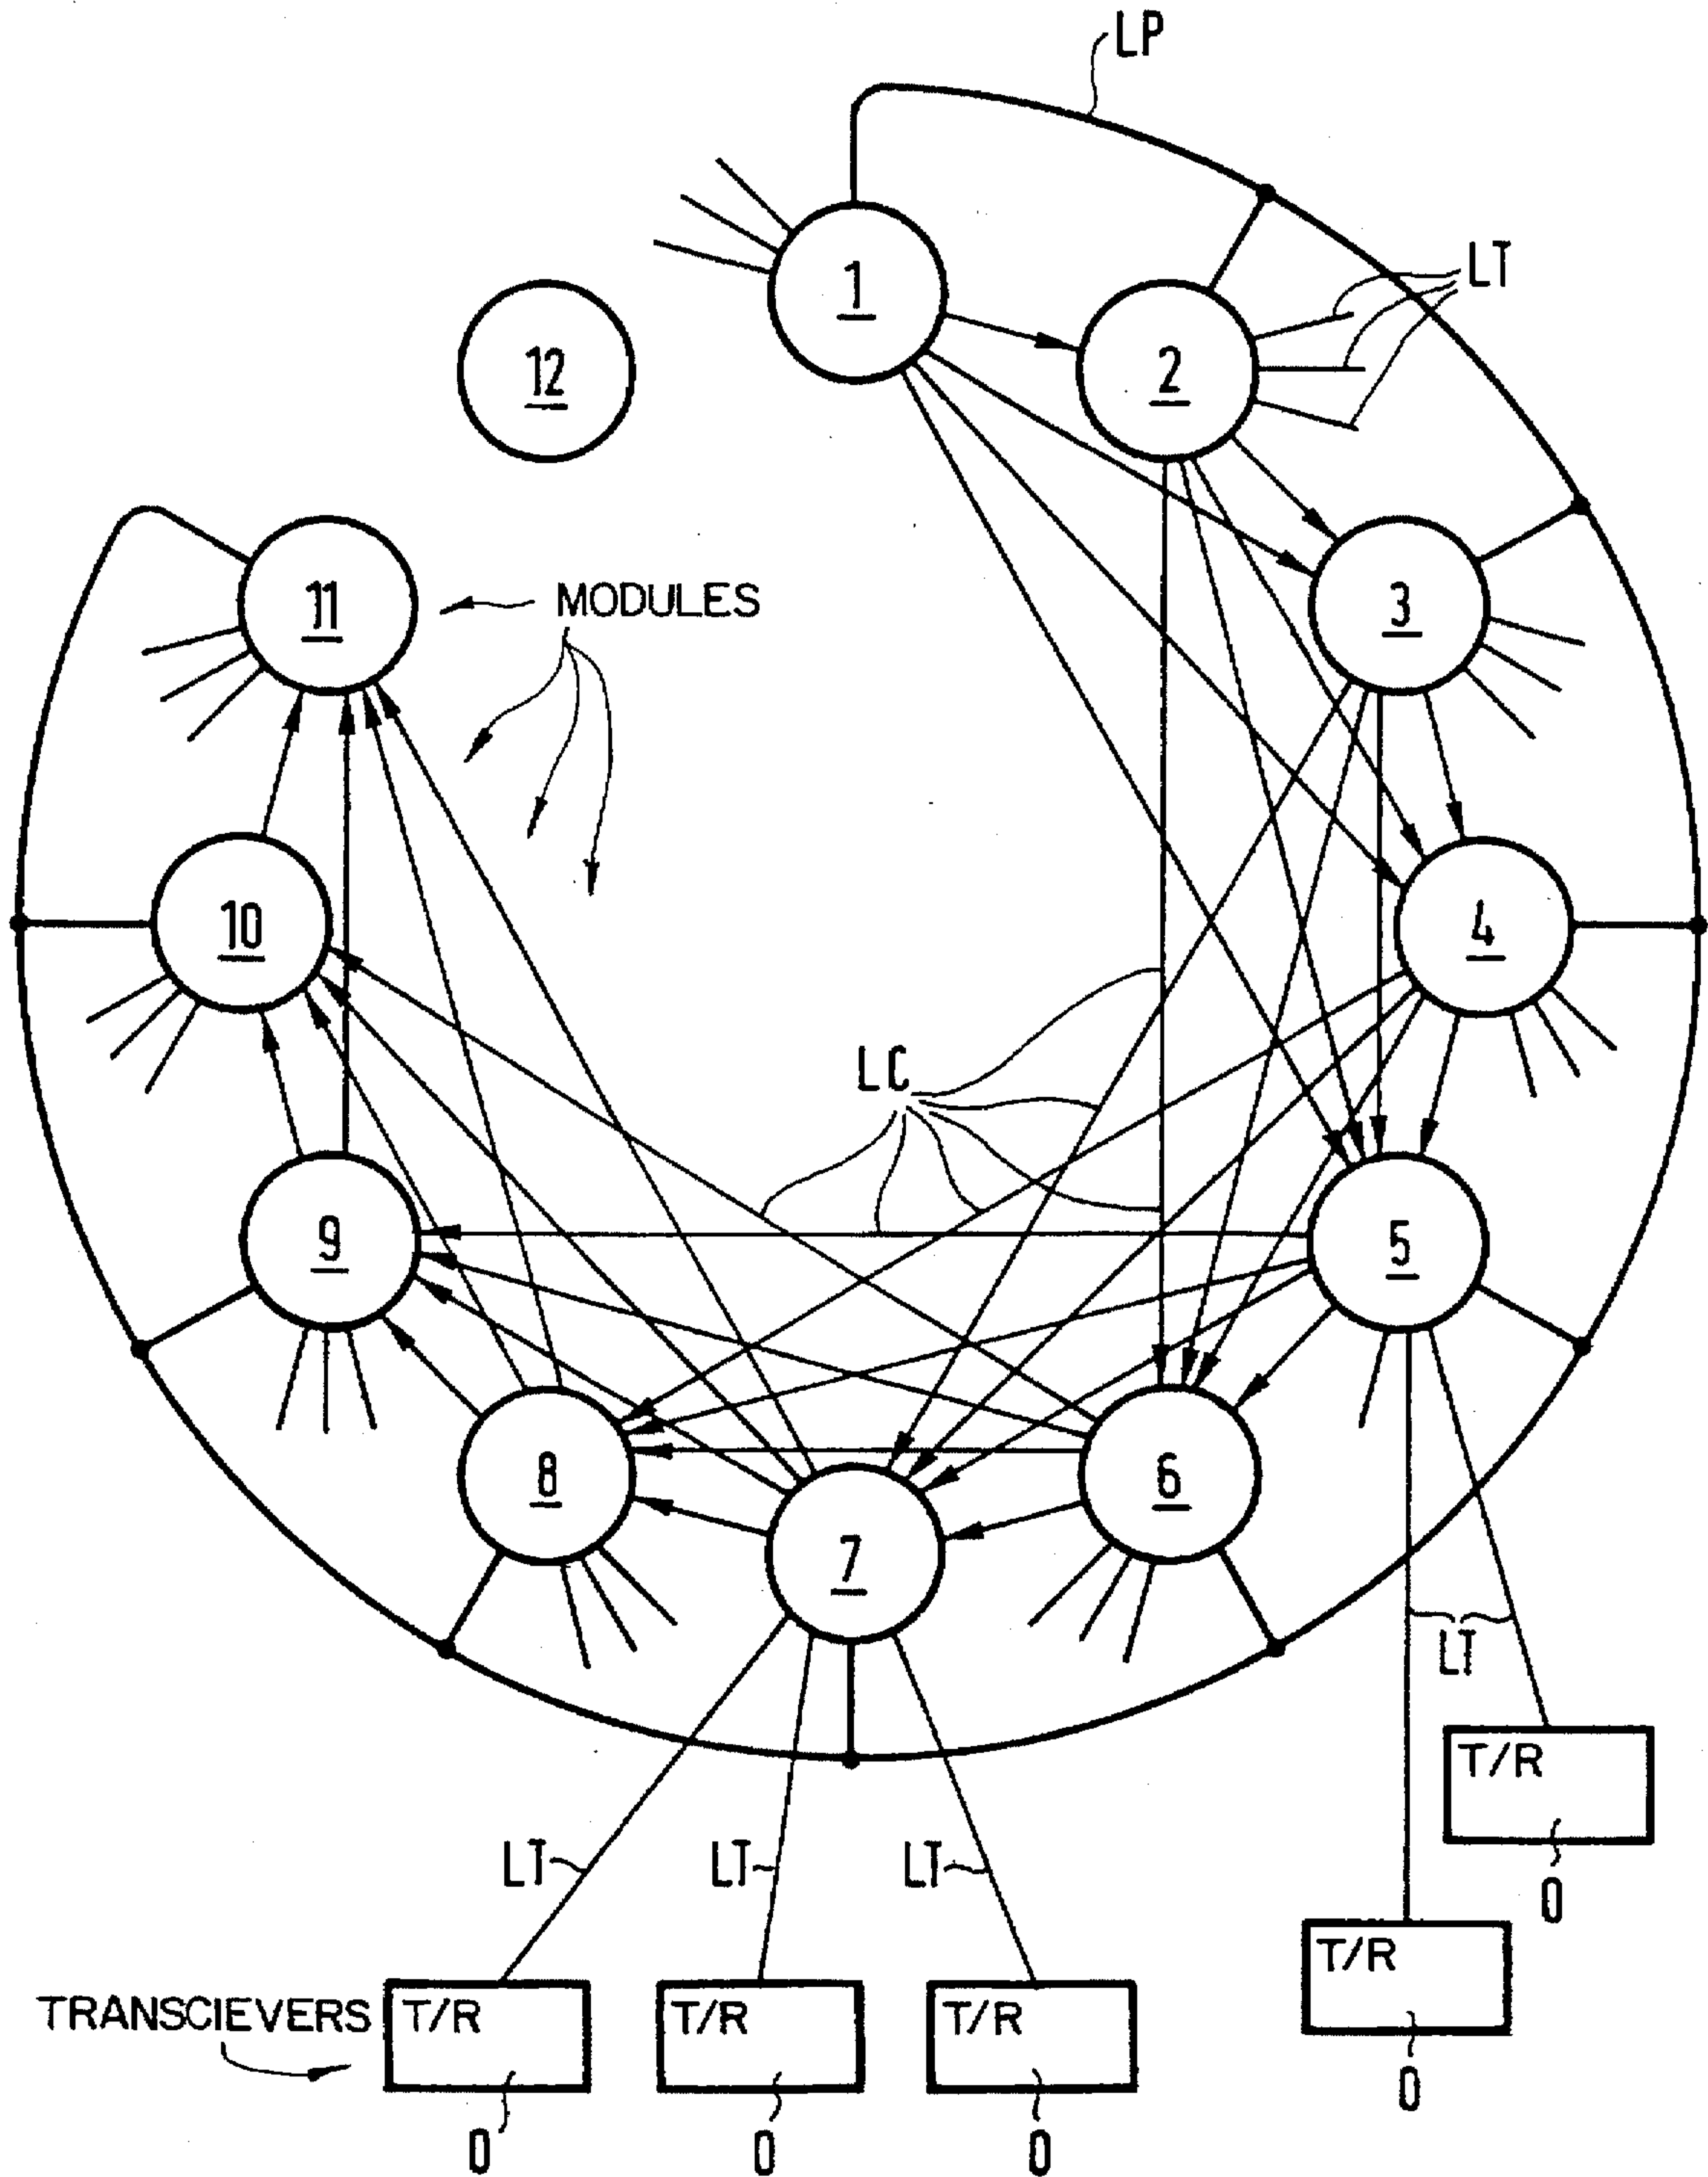 LP
1
LT
2
12
11
MODULES
3
10
4
LC
9
5
8
6
7
LT
T/R
LT
LT
LT
0
T/R
TRANSCIEVERS
T/R
T/R
T/R
0
0
0
0